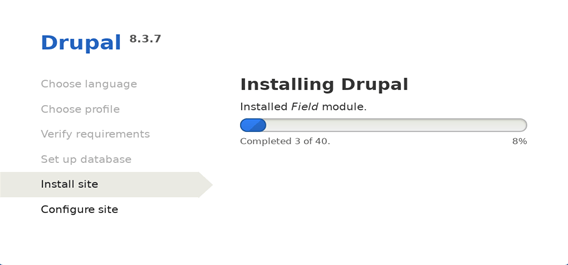 Drupal 8.3.7
Choose language
Choose profile
Verify requirements
Set up database
Install site
Configure site
Installing Drupal
Installed Field module.
Completed 3 of 40. 8%